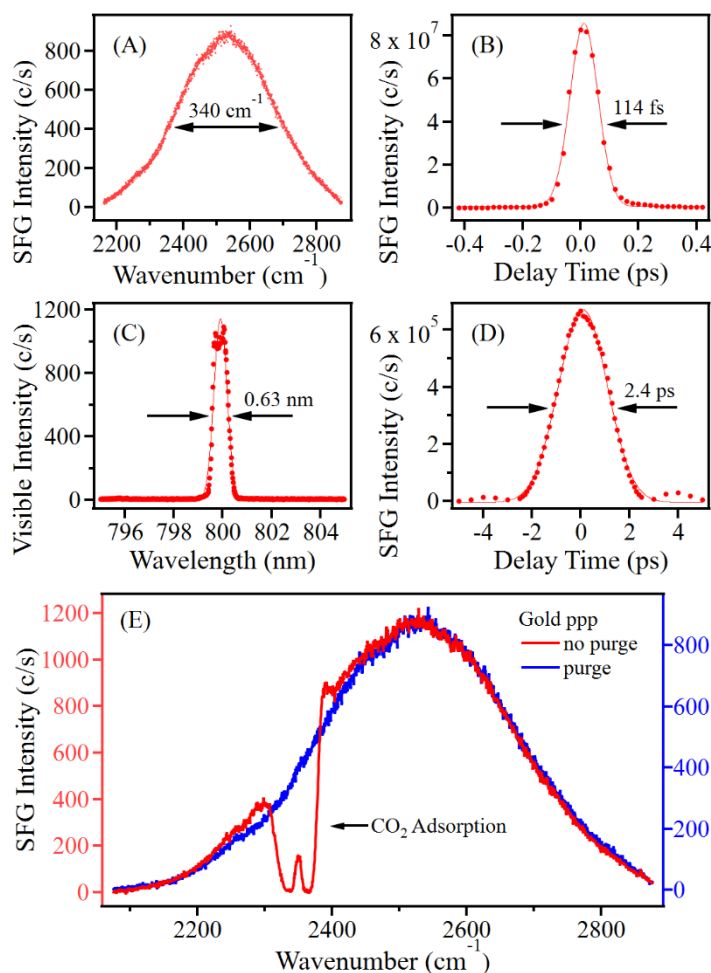 (A)
SFG Intensity (c/s)
800
600
400
200
0
340 cm⁻¹
2200 2400 2600 2800
Wavenumber (cm⁻¹)
(B)
SFG Intensity (c/s)
8 x 10⁷
6
4
2
0
114 fs
-0.4 -0.2 0.0 0.2 0.4
Delay Time (ps)
(C)
Visible Intensity (c/s)
1200
800
400
0
0.63 nm
796 798 800 802 804
Wavelength (nm)
(D)
SFG Intensity (c/s)
6 x 10⁵
4
2
0
2.4 ps
-4 -2 0 2 4
Delay Time (ps)
(E)
SFG Intensity (c/s)
1200
1000
800
600
400
200
0
Gold ppp
no purge
purge
CO₂ Adsorption
800
600
400
200
0
2200 2400 2600 2800
Wavenumber (cm⁻¹)